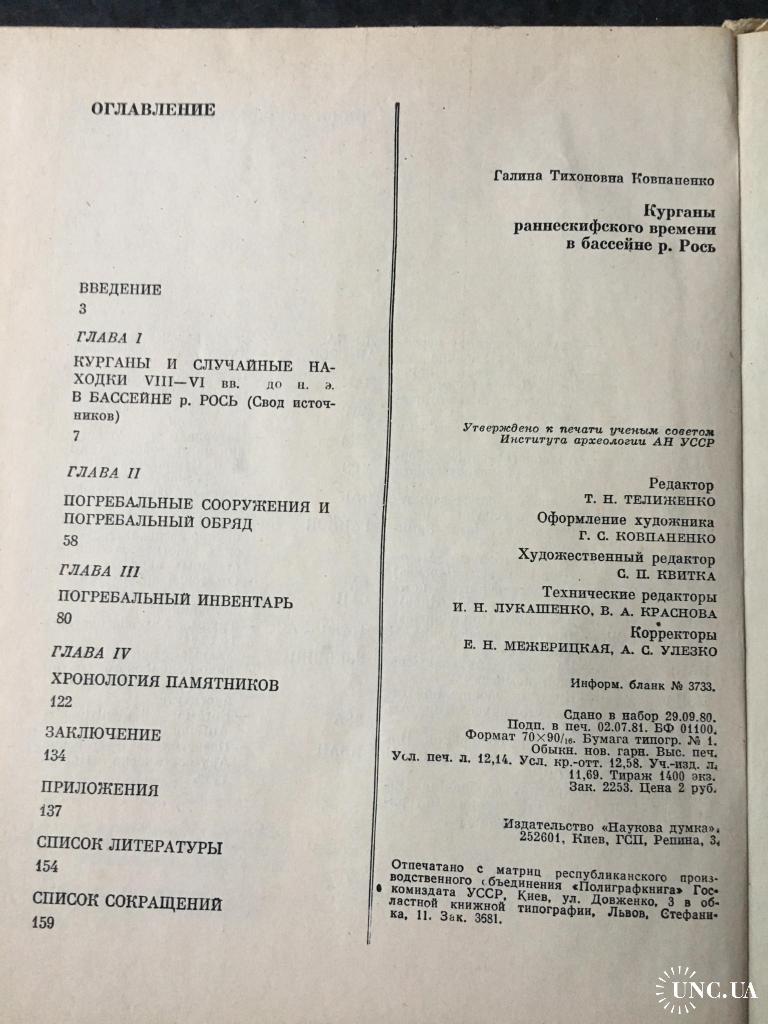 ОГЛАВЛЕНИЕ
ВВЕДЕНИЕ
3
ГЛАВА I
КУРГАНЫ И СЛУЧАЙНЫЕ НА-
ХОДКИ VIII—VI вв. до н. э.
В БАССЕЙНЕ р. РОСЬ (Свод источ-
ников)
7
ГЛАВА II
ПОГРЕБАЛЬНЫЕ СООРУЖЕНИЯ И
ПОГРЕБАЛЬНЫЙ ОБРЯД
58
ГЛАВА III
ПОГРЕБАЛЬНЫЙ ИНВЕНТАРЬ
80
ГЛАВА IV
ХРОНОЛОГИЯ ПАМЯТНИКОВ
122
ЗАКЛЮЧЕНИЕ
134
ПРИЛОЖЕНИЯ
137
СПИСОК ЛИТЕРАТУРЫ
154
СПИСОК СОКРАЩЕНИЙ
159
Галина Тихоновна Ковпаненко
Курганы
раннескифского времени
в бассейне р. Рось
Утверждено к печати ученым советом
Института археологии АН УССР
Редактор
Т. Н. ТЕЛИЖЕНКО
Оформление художника
Г. С. КОВПАНЕНКО
Художественный редактор
С. П. КВИТКА
Технические редакторы
И. Н. ЛУКАШЕНКО, В. А. КРАСНОВА
Корректоры
Е. Н. МЕЖЕРИЦКАЯ, А. С. УЛЕЗКО
Информ. бланк № 3733.
Сдано в набор 29.09.80.
Подп. в печ. 02.07.81. БФ 01100.
Формат 70×90/16. Бумага типогр. № 1.
Обыкн. нов. гарн. Выс. печ.
Усл. печ. л. 12,14. Усл. кр.-отт. 12,58. Уч.-изд. л.
11,69. Тираж 1400 экз.
Зак. 2253. Цена 2 руб.
Издательство «Наукова думка».
252601, Киев, ГСП, Репина, 3.
Отпечатано с матриц республиканского произ-
водственного объединения «Полиграфкнига» Гос-
комиздата УССР, Киев, ул. Довженко, 3 в об-
ластной книжной типографии, Львов, Стефани-
ка, 11. Зак. 3681.
UNC.UA